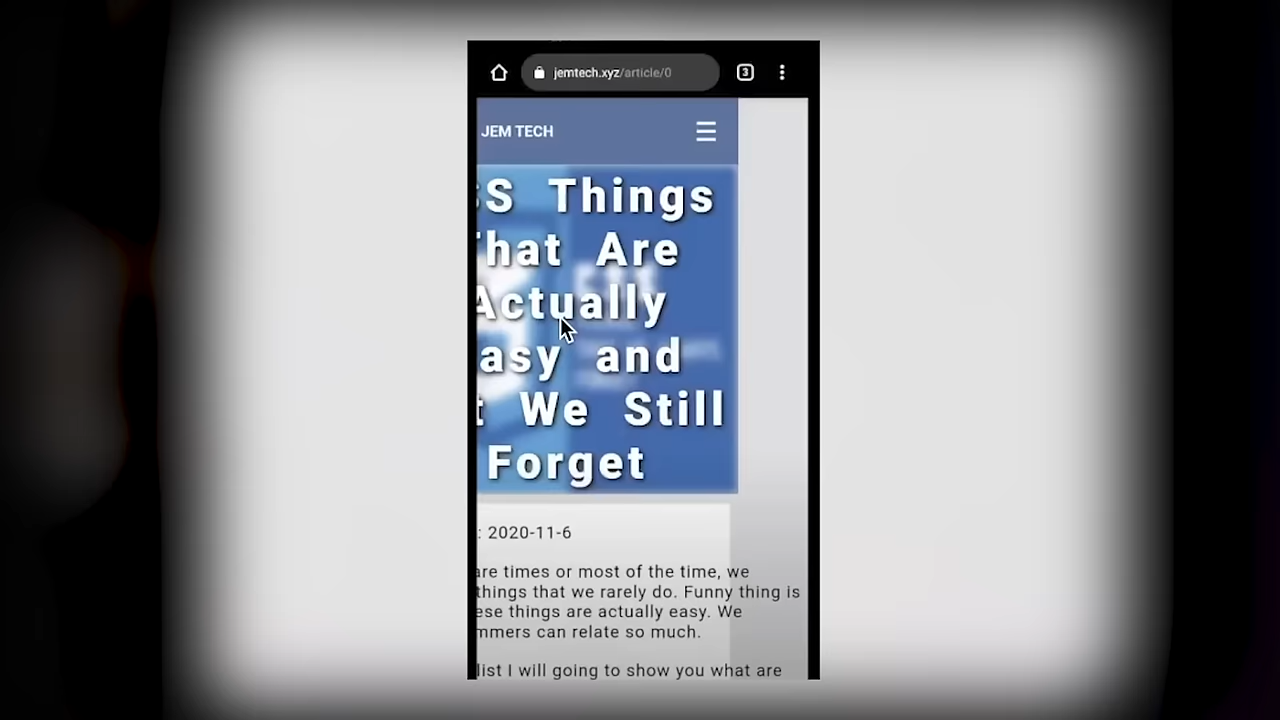 jemtech.xyz/article/0
3
JEM TECH
SS Things
That Are
Actually
asy and
t We Still
Forget
: 2020-11-6
are times or most of the time, we
things that we rarely do. Funny thing is
ese things are actually easy. We
mmers can relate so much.
list I will going to show you what are